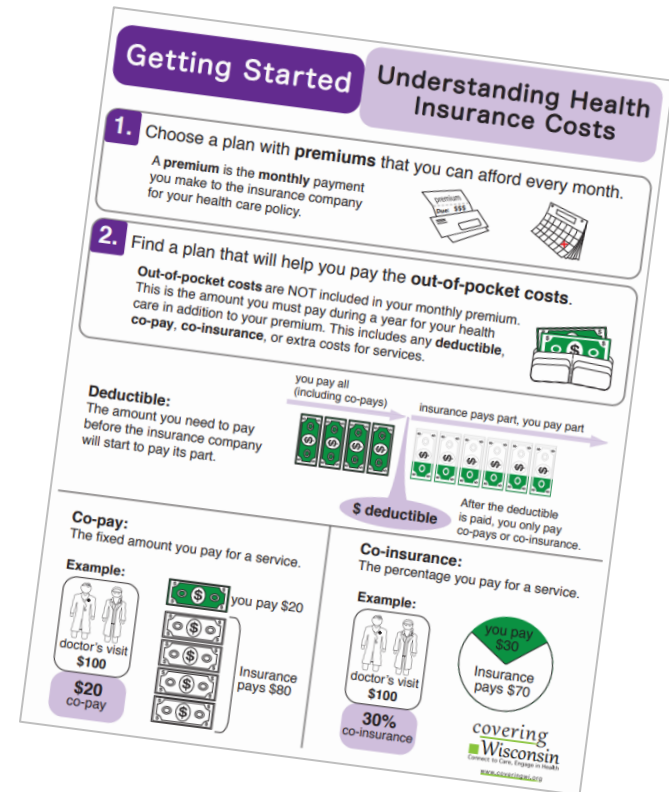 Getting Started
Understanding Health
Insurance Costs
1.
Choose a plan with premiums that you can afford every month.
A premium is the monthly payment
you make to the insurance company
for your health care policy.
premium
Due: $$$
2.
Find a plan that will help you pay the out-of-pocket costs.
Out-of-pocket costs are NOT included in your monthly premium.
This is the amount you must pay during a year for your health
care in addition to your premium. This includes any deductible,
co-pay, co-insurance, or extra costs for services.
$
Deductible:
The amount you need to pay
before the insurance company
will start to pay its part.
you pay all
(including co-pays)
insurance pays part, you pay part
$ $ $ $
$ $ $ $ $ $
$ deductible
After the deductible
is paid, you only pay
co-pays or co-insurance.
Co-pay:
The fixed amount you pay for a service.
Example:
doctor's visit
$100
$20
co-pay
$
you pay $20
$
$
$
$
Insurance
pays $80
Co-insurance:
The percentage you pay for a service.
Example:
doctor's visit
$100
30%
co-insurance
you pay
$30
Insurance
pays $70
covering
Wisconsin
Connect to Care, Engage in Health
www.coveringwi.org